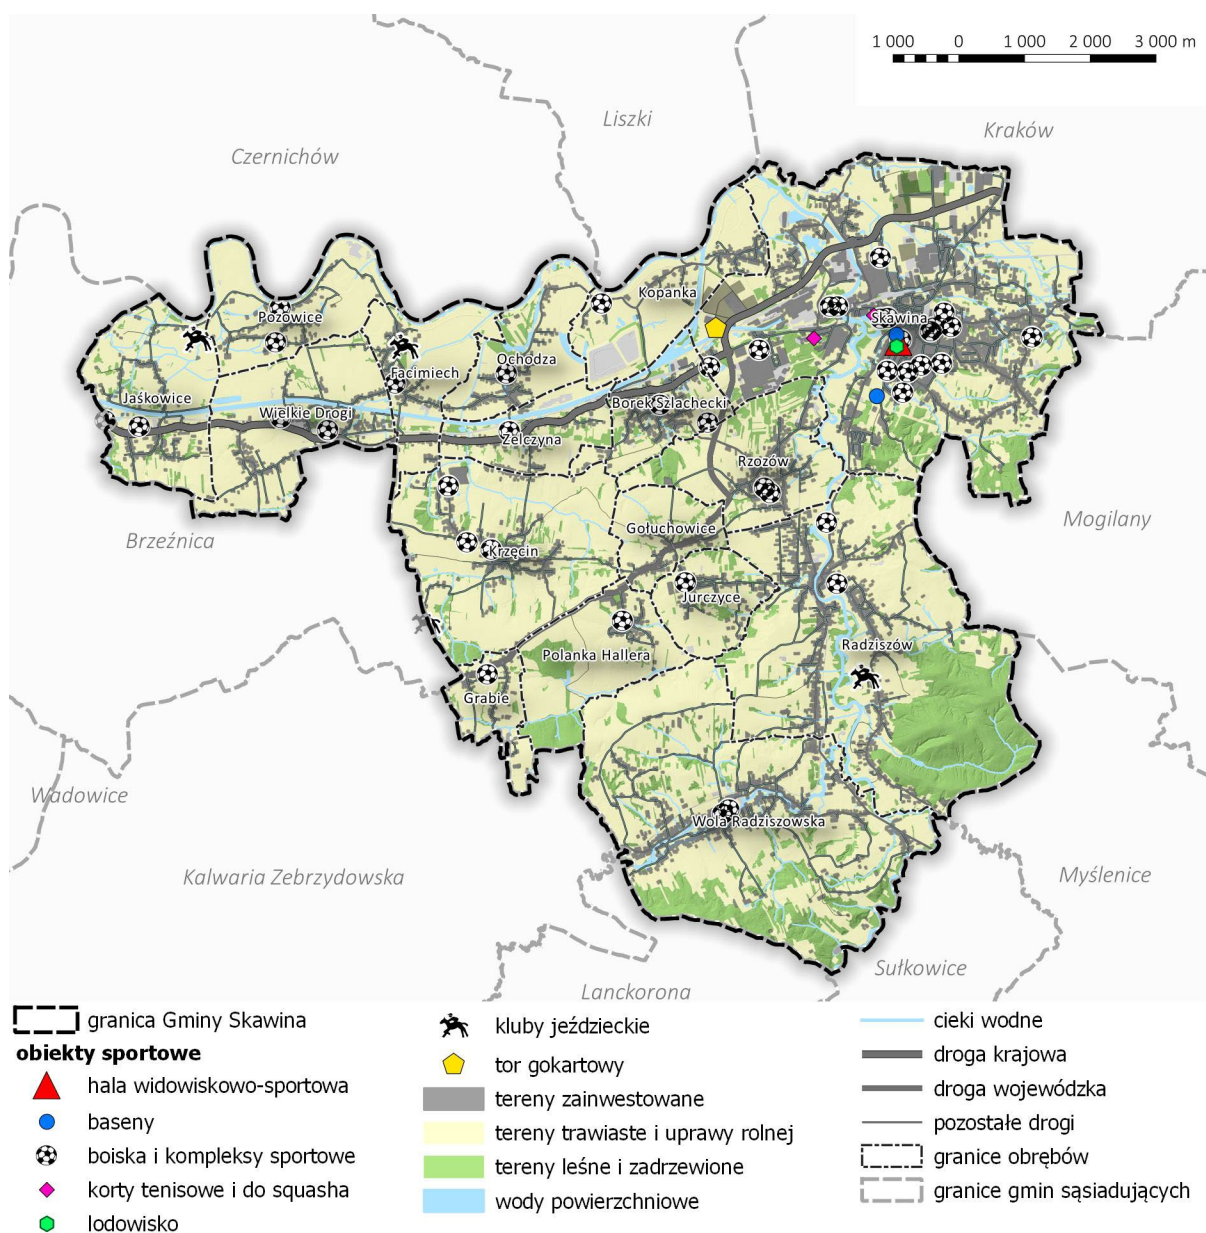 1 000 0 1 000 2 000 3 000 m
Liszki
Kraków
Czernichów
Kopanka
Pozowice
Skawina
Ochodza
Facimiech
Jaśkowice
Wielkie Drogi
Borek Szlachecki
Zelczyna
Rzozów
Mogilany
Gołuchowice
Brzeźnica
Krzęcin
Jurczyce
Radziszów
Polanka Hallera
Grabie
Wadowice
Wola Radziszowska
Kalwaria Zebrzydowska
Myślenice
Sułkowice
Lanckorona
granica Gminy Skawina
obiekty sportowe
hala widowiskowo-sportowa
baseny
boiska i kompleksy sportowe
korty tenisowe i do squasha
lodowisko
kluby jeździeckie
tor gokartowy
tereny zainwestowane
tereny trawiaste i uprawy rolnej
tereny leśne i zadrzewione
wody powierzchniowe
cieki wodne
droga krajowa
droga wojewódzka
pozostałe drogi
granice obrębów
granice gmin sąsiadujących